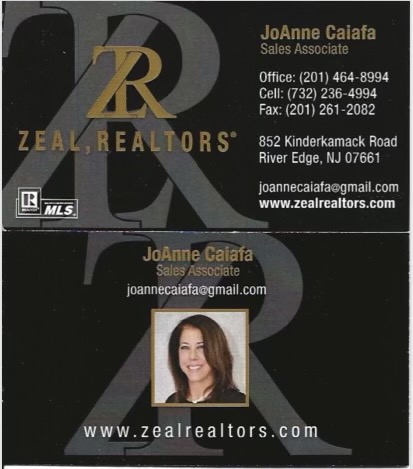 JoAnne Caiafa
Sales Associate
Office: (201) 464-8994
Cell: (732) 236-4994
Fax: (201) 261-2082
ZR
ZEAL, REALTORS®
852 Kinderkamack Road
River Edge, NJ 07661
joannecaiafa@gmail.com
www.zealrealtors.com
R
REALTOR®
MLS
JoAnne Caiafa
Sales Associate
joannecaiafa@gmail.com
www.zealrealtors.com